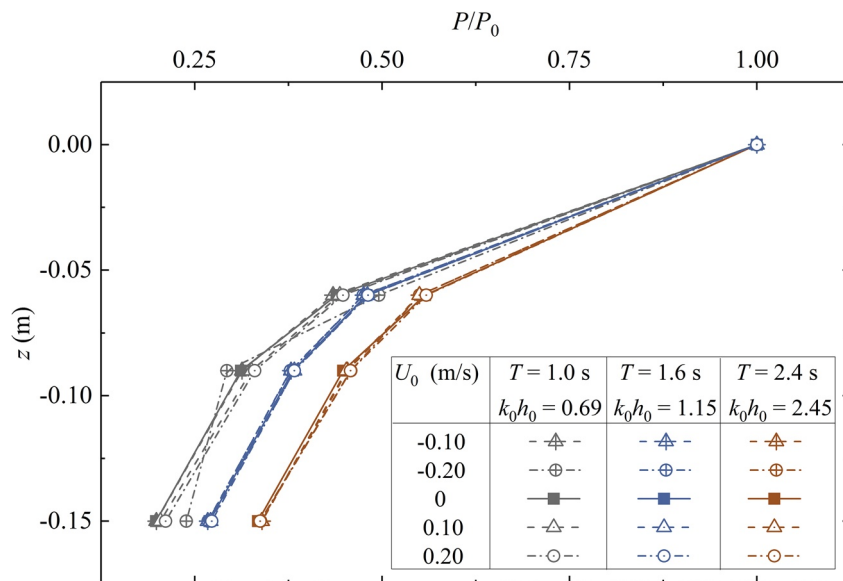 P/P0
0.25 0.50 0.75 1.00
0.00
-0.05
-0.10
-0.15
z (m)
U0 (m/s) T = 1.0 s T = 1.6 s T = 2.4 s
k0h0 = 0.69 k0h0 = 1.15 k0h0 = 2.45
-0.10
-0.20
0
0.10
0.20